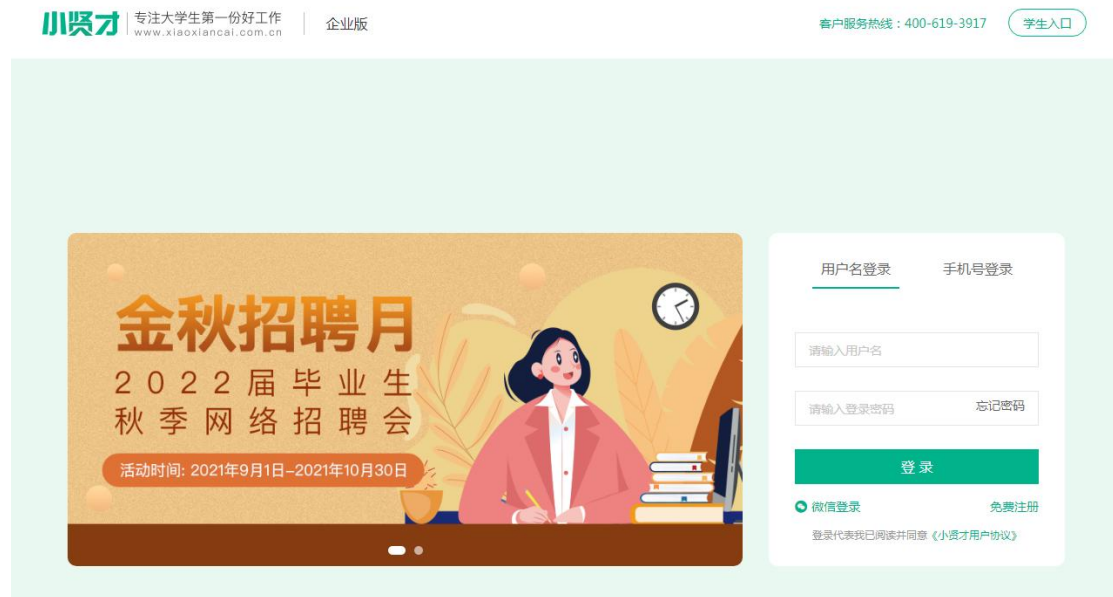 小贤才
专注大学生第一份好工作
www.xiaoxiancai.com.cn
企业版
客户服务热线：400-619-3917
学生入口
金秋招聘月
2022届毕业生
秋季网络招聘会
活动时间: 2021年9月1日-2021年10月30日
用户名登录
手机号登录
请输入用户名
请输入登录密码
忘记密码
登录
微信登录
免费注册
登录代表我已阅读并同意《小贤才用户协议》